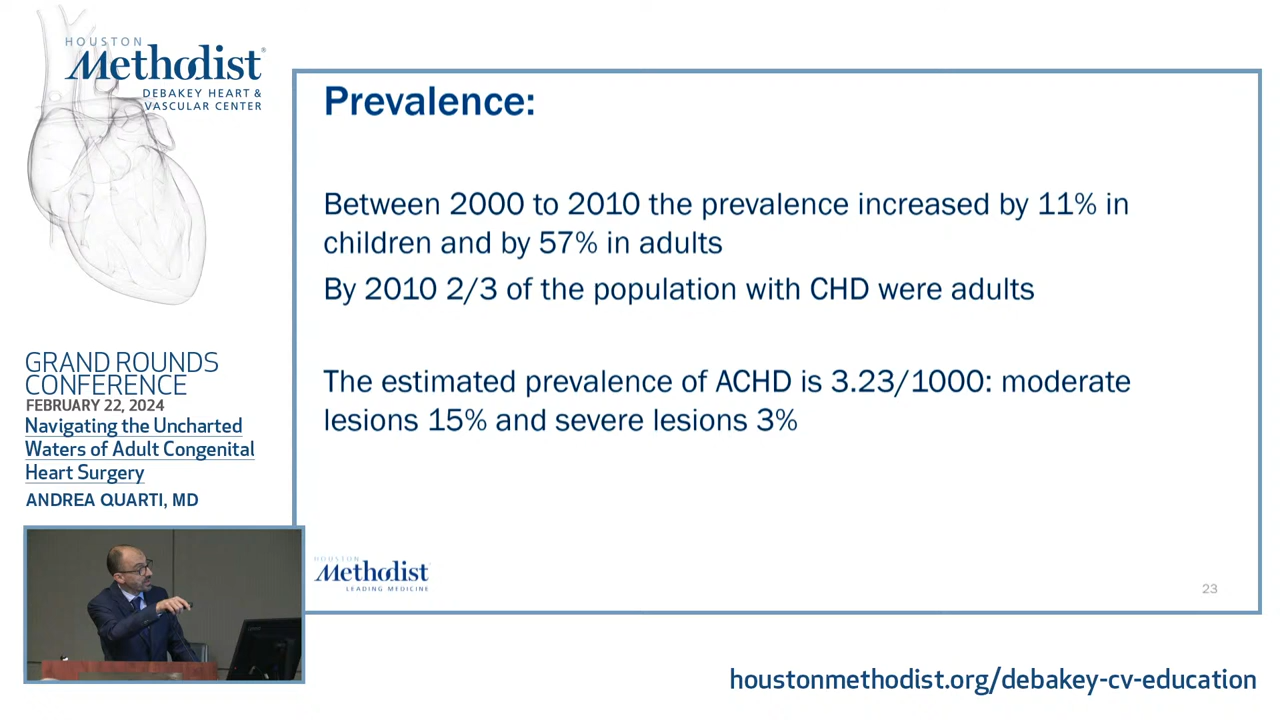 HOUSTON
Methodist®
DEBAKEY HEART &
VASCULAR CENTER
GRAND ROUNDS
CONFERENCE
FEBRUARY 22, 2024
Navigating the Uncharted
Waters of Adult Congenital
Heart Surgery
ANDREA QUARTI, MD
Prevalence:
Between 2000 to 2010 the prevalence increased by 11% in
children and by 57% in adults
By 2010 2/3 of the population with CHD were adults
The estimated prevalence of ACHD is 3.23/1000: moderate
lesions 15% and severe lesions 3%
HOUSTON
Methodist
LEADING MEDICINE
23
houstonmethodist.org/debakey-cv-education